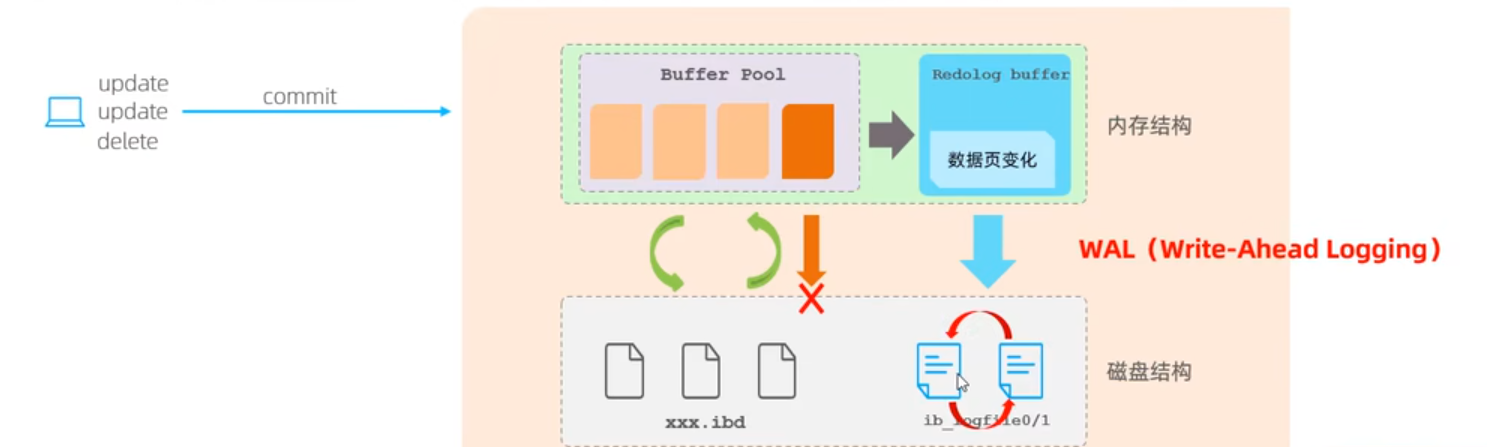 update
update
delete
commit
Buffer Pool
Redolog buffer
数据页变化
内存结构
WAL（Write-Ahead Logging）
xxx.ibd
ib_logfile0/1
磁盘结构